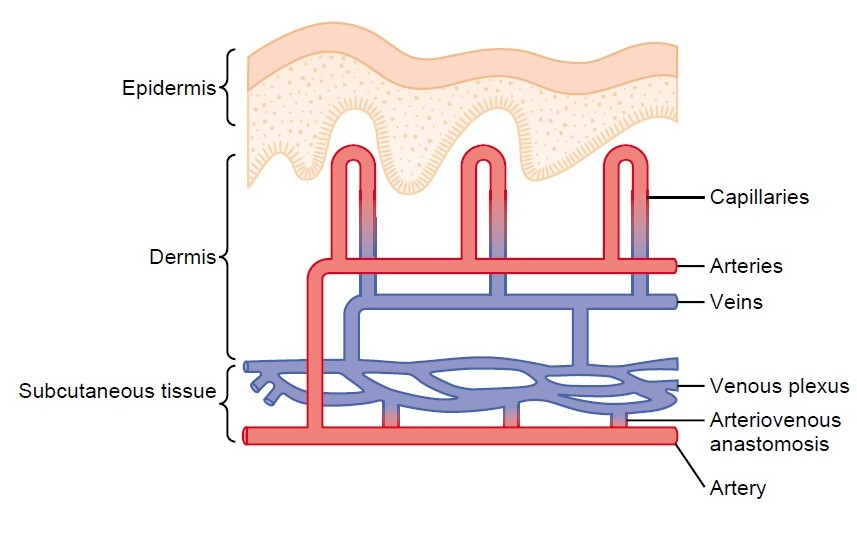 Epidermis
Dermis
Subcutaneous tissue
Capillaries
Arteries
Veins
Venous plexus
Arteriovenous
anastomosis
Artery